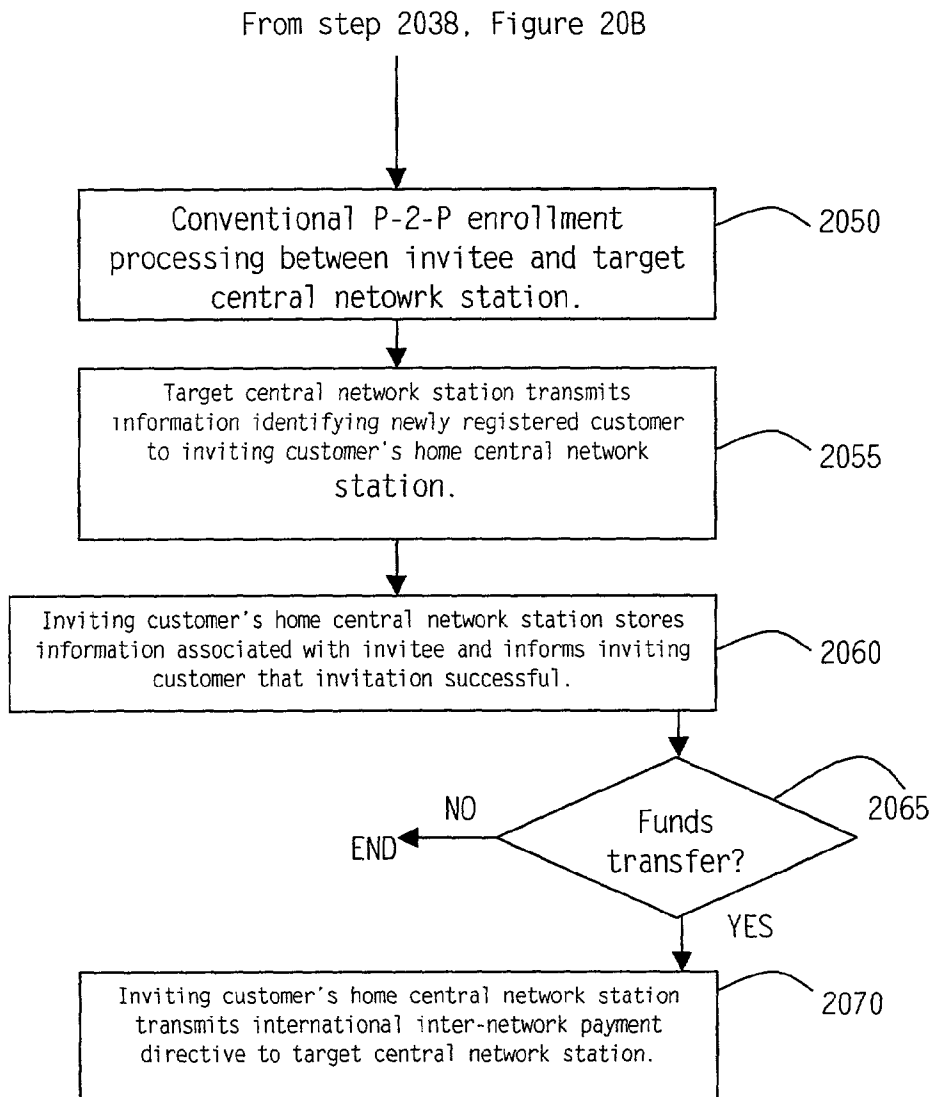 From step 2038, Figure 20B
Conventional P-2-P enrollment
processing between invitee and target
central netowrk station.
2050
Target central network station transmits
information identifying newly registered customer
to inviting customer's home central network
station.
2055
Inviting customer's home central network station stores
information associated with invitee and informs inviting
customer that invitation successful.
2060
Funds
transfer?
2065
NO
END
YES
Inviting customer's home central network station
transmits international inter-network payment
directive to target central network station.
2070